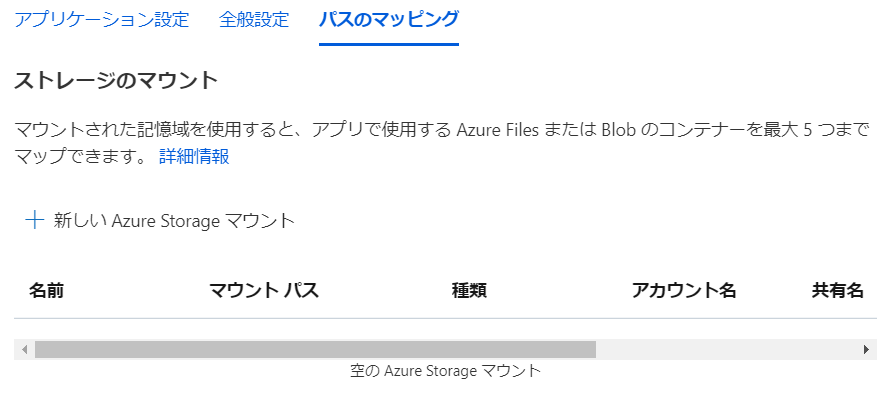 アプリケーション設定 全般設定 パスのマッピング
ストレージのマウント
マウントされた記憶域を使用すると、アプリで使用する Azure Files または Blob のコンテナーを最大 5 つまで
マップできます。 詳細情報
新しい Azure Storage マウント
名前 マウント パス 種類 アカウント名 共有名
空の Azure Storage マウント